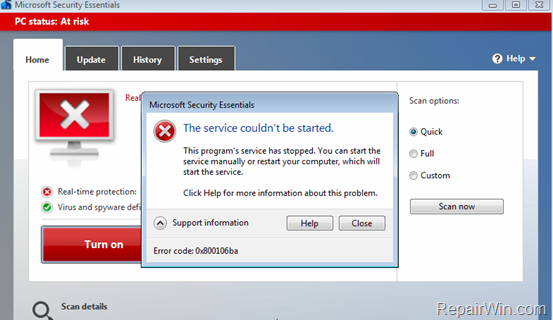 Microsoft Security Essentials
PC status: At risk
Home
Update
History
Settings
Help
Real-time protection:
Virus and spyware defi
Turn on
Microsoft Security Essentials
The service couldn't be started.
This program's service has stopped. You can start the
service manually or restart your computer, which will
start the service.
Click Help for more information about this problem.
Support information
Help
Close
Error code: 0x800106ba
Scan options:
Quick
Full
Custom
Scan now
Scan details
RepairWin.com